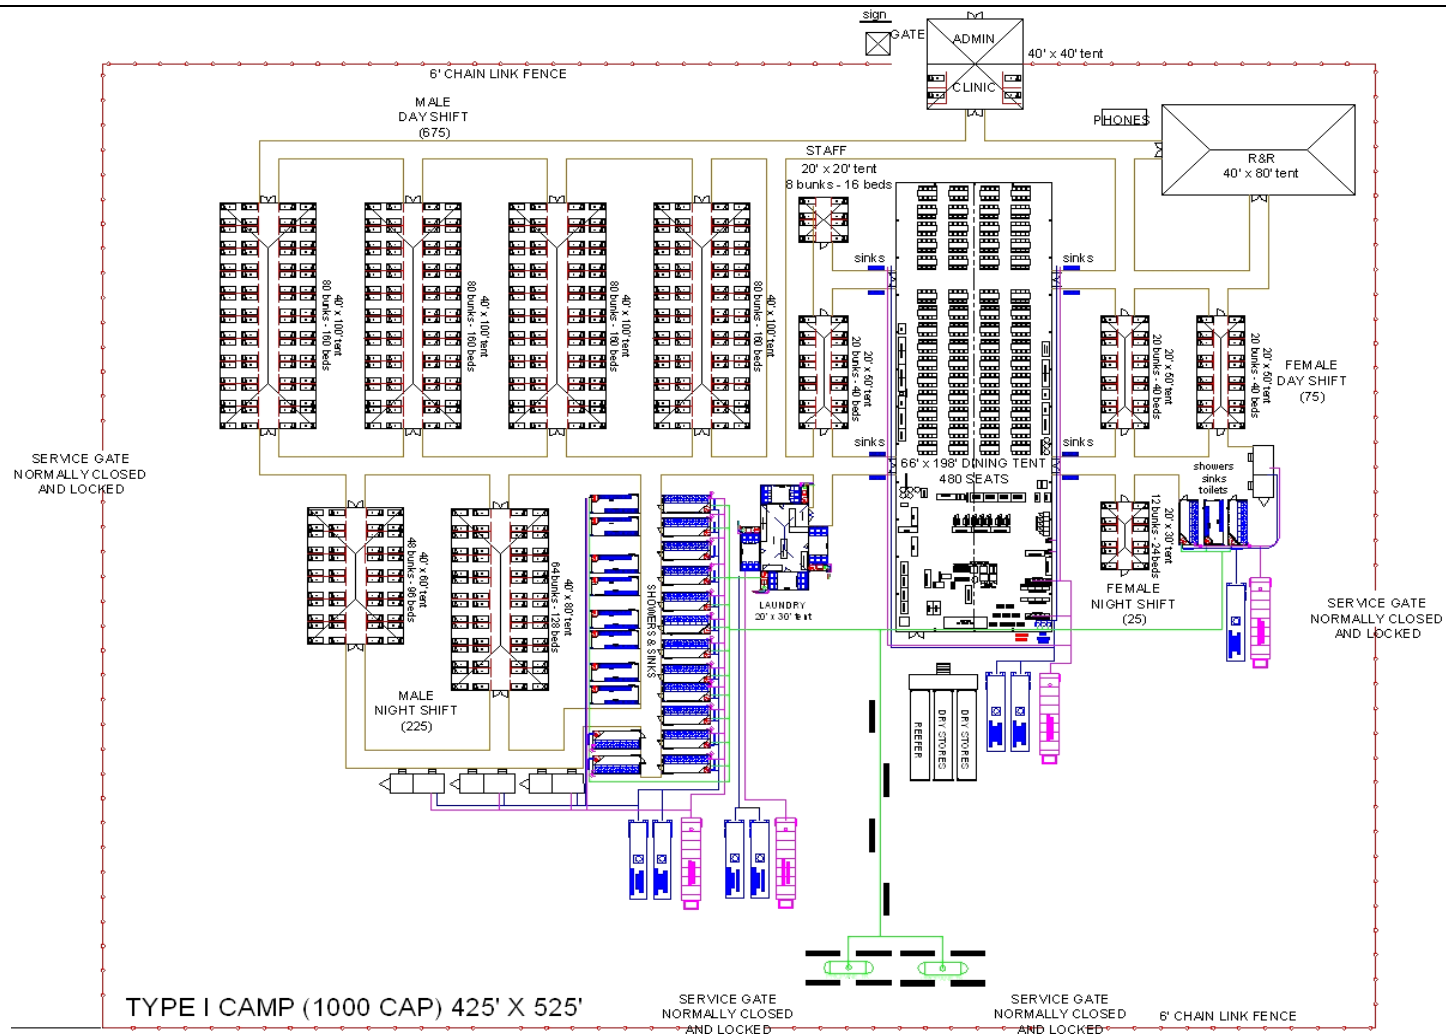 sign
GATE
ADMIN
40' x 40' tent
CLINIC
6' CHAIN LINK FENCE
MALE
DAY SHIFT
(675)
PHONES
R&R
40' x 80' tent
STAFF
20' x 20' tent
8 bunks - 16 beds
sinks
sinks
40' x 100' tent
80 bunks - 160 beds
40' x 100' tent
80 bunks - 160 beds
40' x 100' tent
80 bunks - 160 beds
40' x 100' tent
80 bunks - 160 beds
20' x 50' tent
20 bunks - 40 beds
20' x 50' tent
20 bunks - 40 beds
20' x 50' tent
20 bunks - 40 beds
FEMALE
DAY SHIFT
(75)
sinks
sinks
66' x 198' DINING TENT
480 SEATS
showers
sinks
toilets
SERVICE GATE
NORMALLY CLOSED
AND LOCKED
40' x 60' tent
48 bunks - 96 beds
40' x 80' tent
64 bunks - 128 beds
SHOWERS & SINKS
LAUNDRY
20' x 30' tent
20' x 30' tent
12 bunks - 24 beds
FEMALE
NIGHT SHIFT
(25)
SERVICE GATE
NORMALLY CLOSED
AND LOCKED
MALE
NIGHT SHIFT
(225)
REEFER
DRY STORES
DRY STORES
TYPE I CAMP (1000 CAP) 425' X 525'
SERVICE GATE
NORMALLY CLOSED
AND LOCKED
SERVICE GATE
NORMALLY CLOSED
AND LOCKED
6' CHAIN LINK FENCE